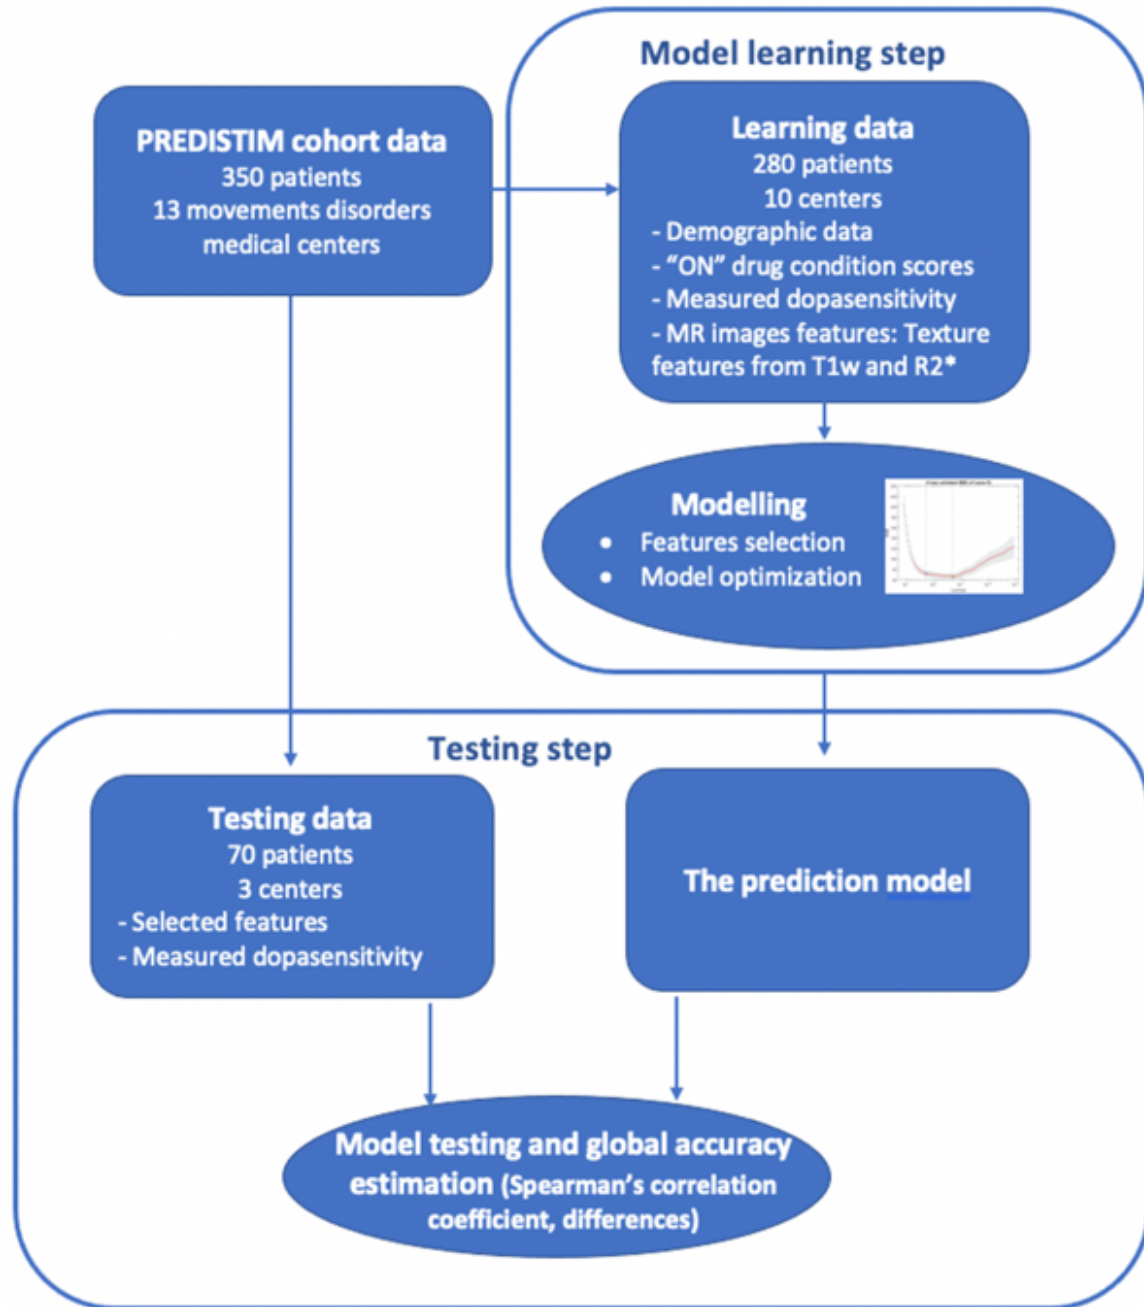 Model learning step
PREDISTIM cohort data
350 patients
13 movements disorders
medical centers
Learning data
280 patients
10 centers
- Demographic data
- “ON” drug condition scores
- Measured dopasensitivity
- MR images features: Texture
features from T1w and R2*
Modelling
• Features selection
• Model optimization
Testing step
Testing data
70 patients
3 centers
- Selected features
- Measured dopasensitivity
The prediction model
Model testing and global accuracy
estimation (Spearman’s correlation
coefficient, differences)